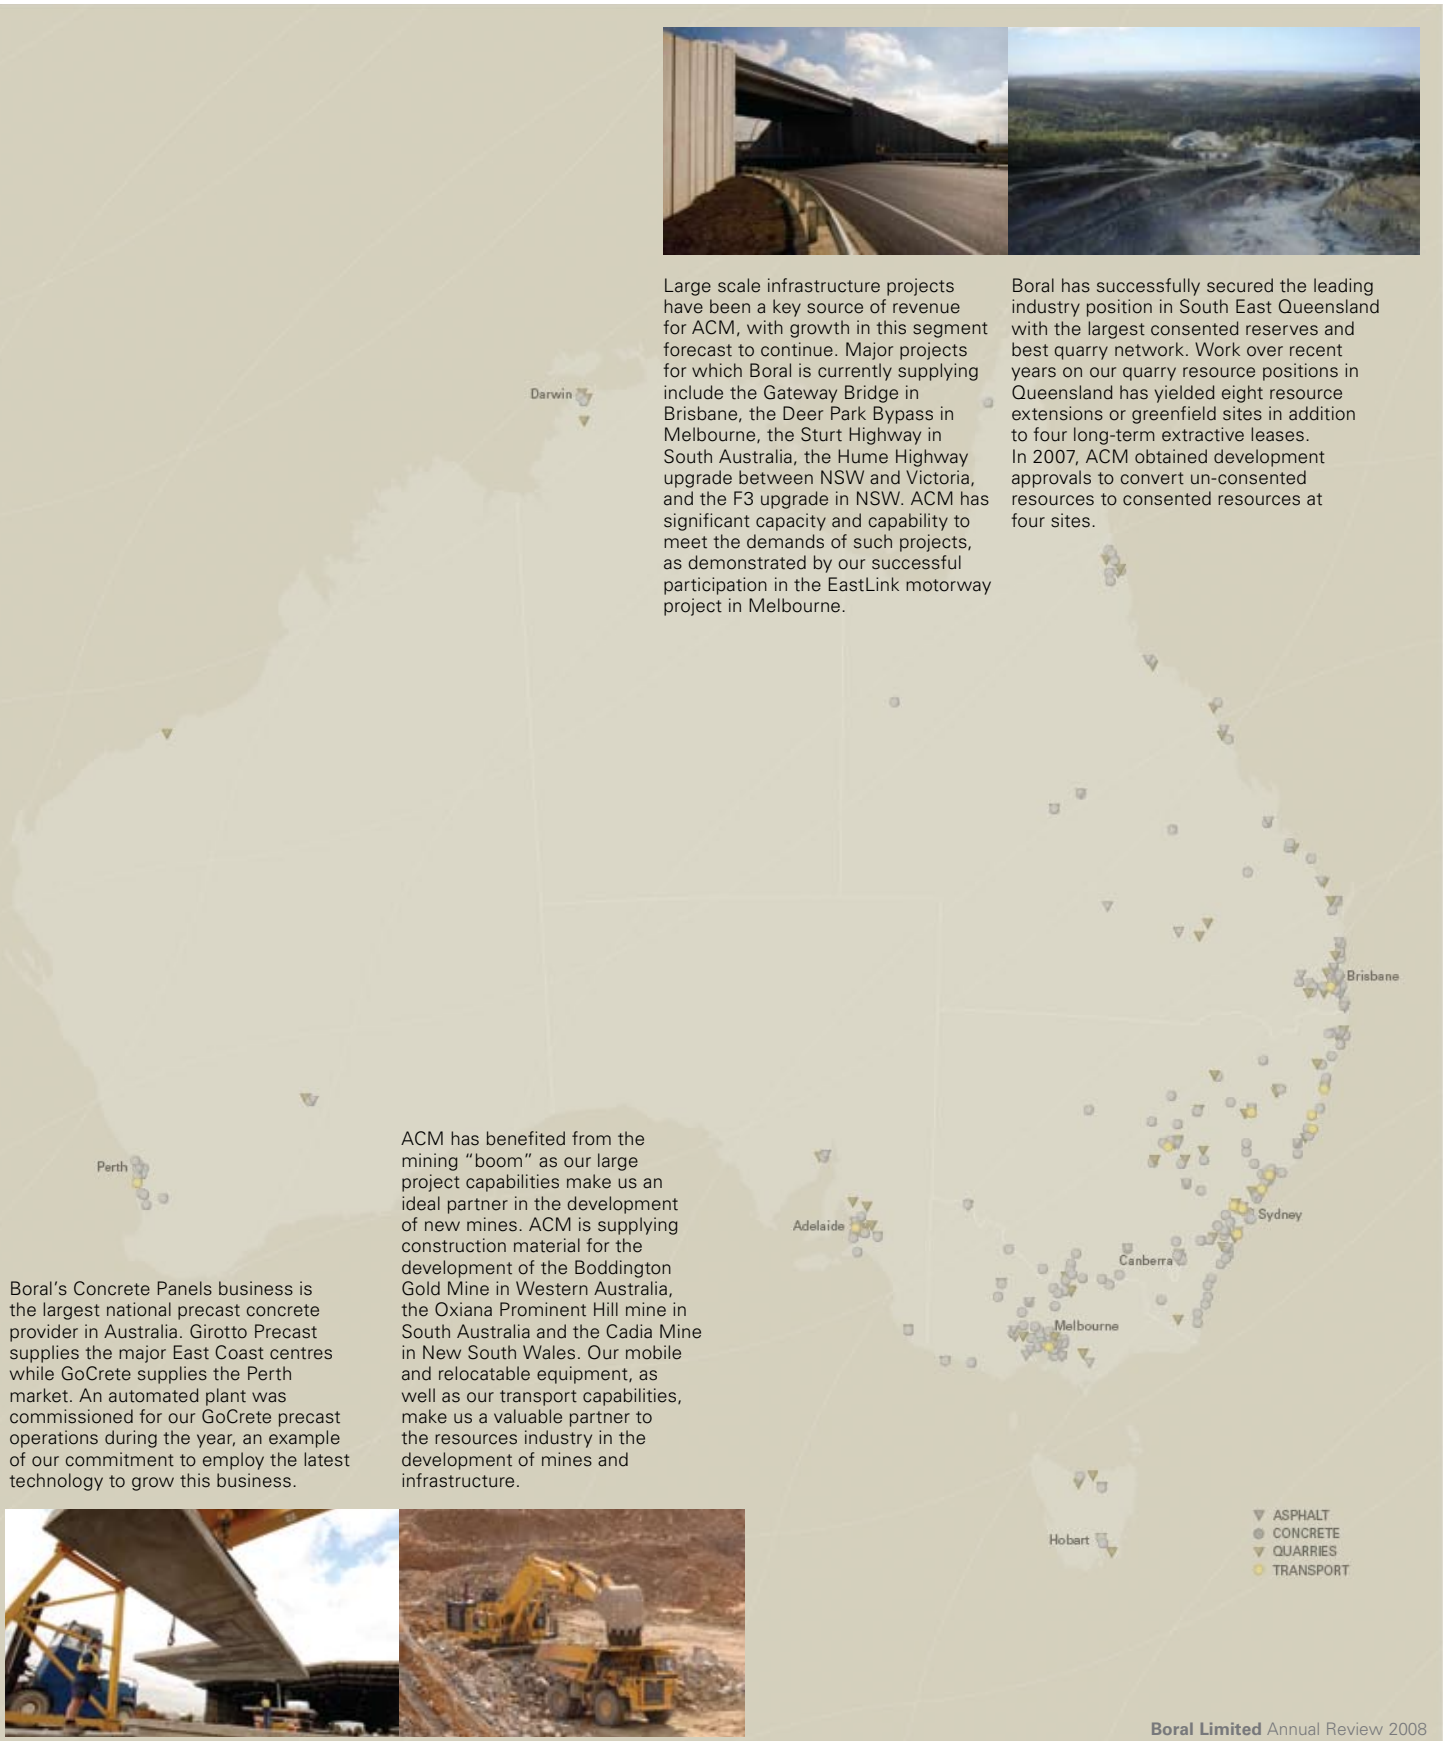 Large scale infrastructure projects
have been a key source of revenue
for ACM, with growth in this segment
forecast to continue. Major projects
for which Boral is currently supplying
include the Gateway Bridge in
Brisbane, the Deer Park Bypass in
Melbourne, the Sturt Highway in
South Australia, the Hume Highway
upgrade between NSW and Victoria,
and the F3 upgrade in NSW. ACM has
significant capacity and capability to
meet the demands of such projects,
as demonstrated by our successful
participation in the EastLink motorway
project in Melbourne.
Boral has successfully secured the leading
industry position in South East Queensland
with the largest consented reserves and
best quarry network. Work over recent
years on our quarry resource positions in
Queensland has yielded eight resource
extensions or greenfield sites in addition
to four long-term extractive leases.
In 2007, ACM obtained development
approvals to convert un-consented
resources to consented resources at
four sites.
Darwin
Brisbane
Perth
Adelaide
Sydney
Canberra
Melbourne
Hobart
Boral's Concrete Panels business is
the largest national precast concrete
provider in Australia. Girotto Precast
supplies the major East Coast centres
while GoCrete supplies the Perth
market. An automated plant was
commissioned for our GoCrete precast
operations during the year, an example
of our commitment to employ the latest
technology to grow this business.
ACM has benefited from the
mining “boom” as our large
project capabilities make us an
ideal partner in the development
of new mines. ACM is supplying
construction material for the
development of the Boddington
Gold Mine in Western Australia,
the Oxiana Prominent Hill mine in
South Australia and the Cadia Mine
in New South Wales. Our mobile
and relocatable equipment, as
well as our transport capabilities,
make us a valuable partner to
the resources industry in the
development of mines and
infrastructure.
ASPHALT
CONCRETE
QUARRIES
TRANSPORT
Boral Limited Annual Review 2008